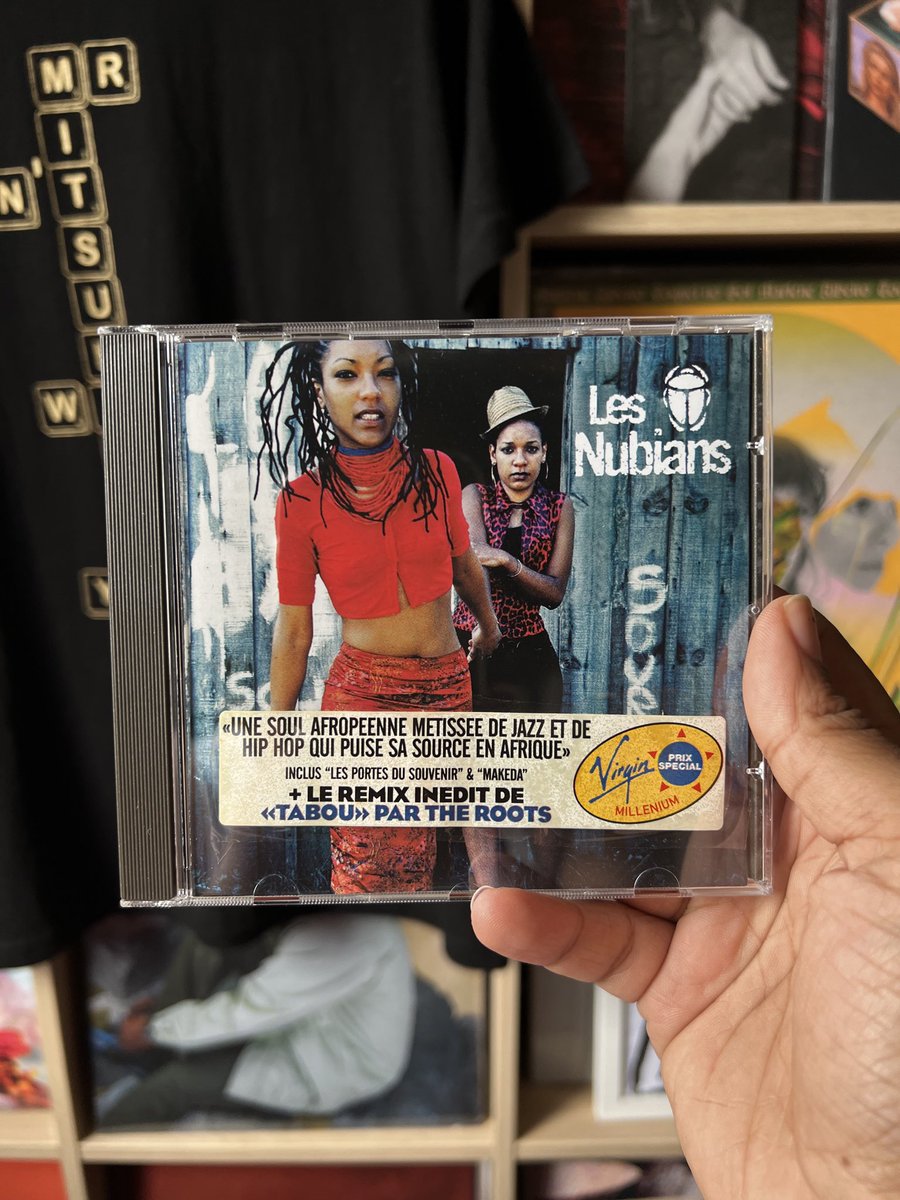 MR
MITSU
N'
W
Y
Les
Nubians
Sove
So
«UNE SOUL AFROPEENNE METISSEE DE JAZZ ET DE
HIP HOP QUI PUISE SA SOURCE EN AFRIQUE»
INCLUS "LES PORTES DU SOUVENIR" & "MAKEDA"
+ LE REMIX INEDIT DE
«TABOU» PAR THE ROOTS
Virgin
PRIX
SPECIAL
MILLENIUM